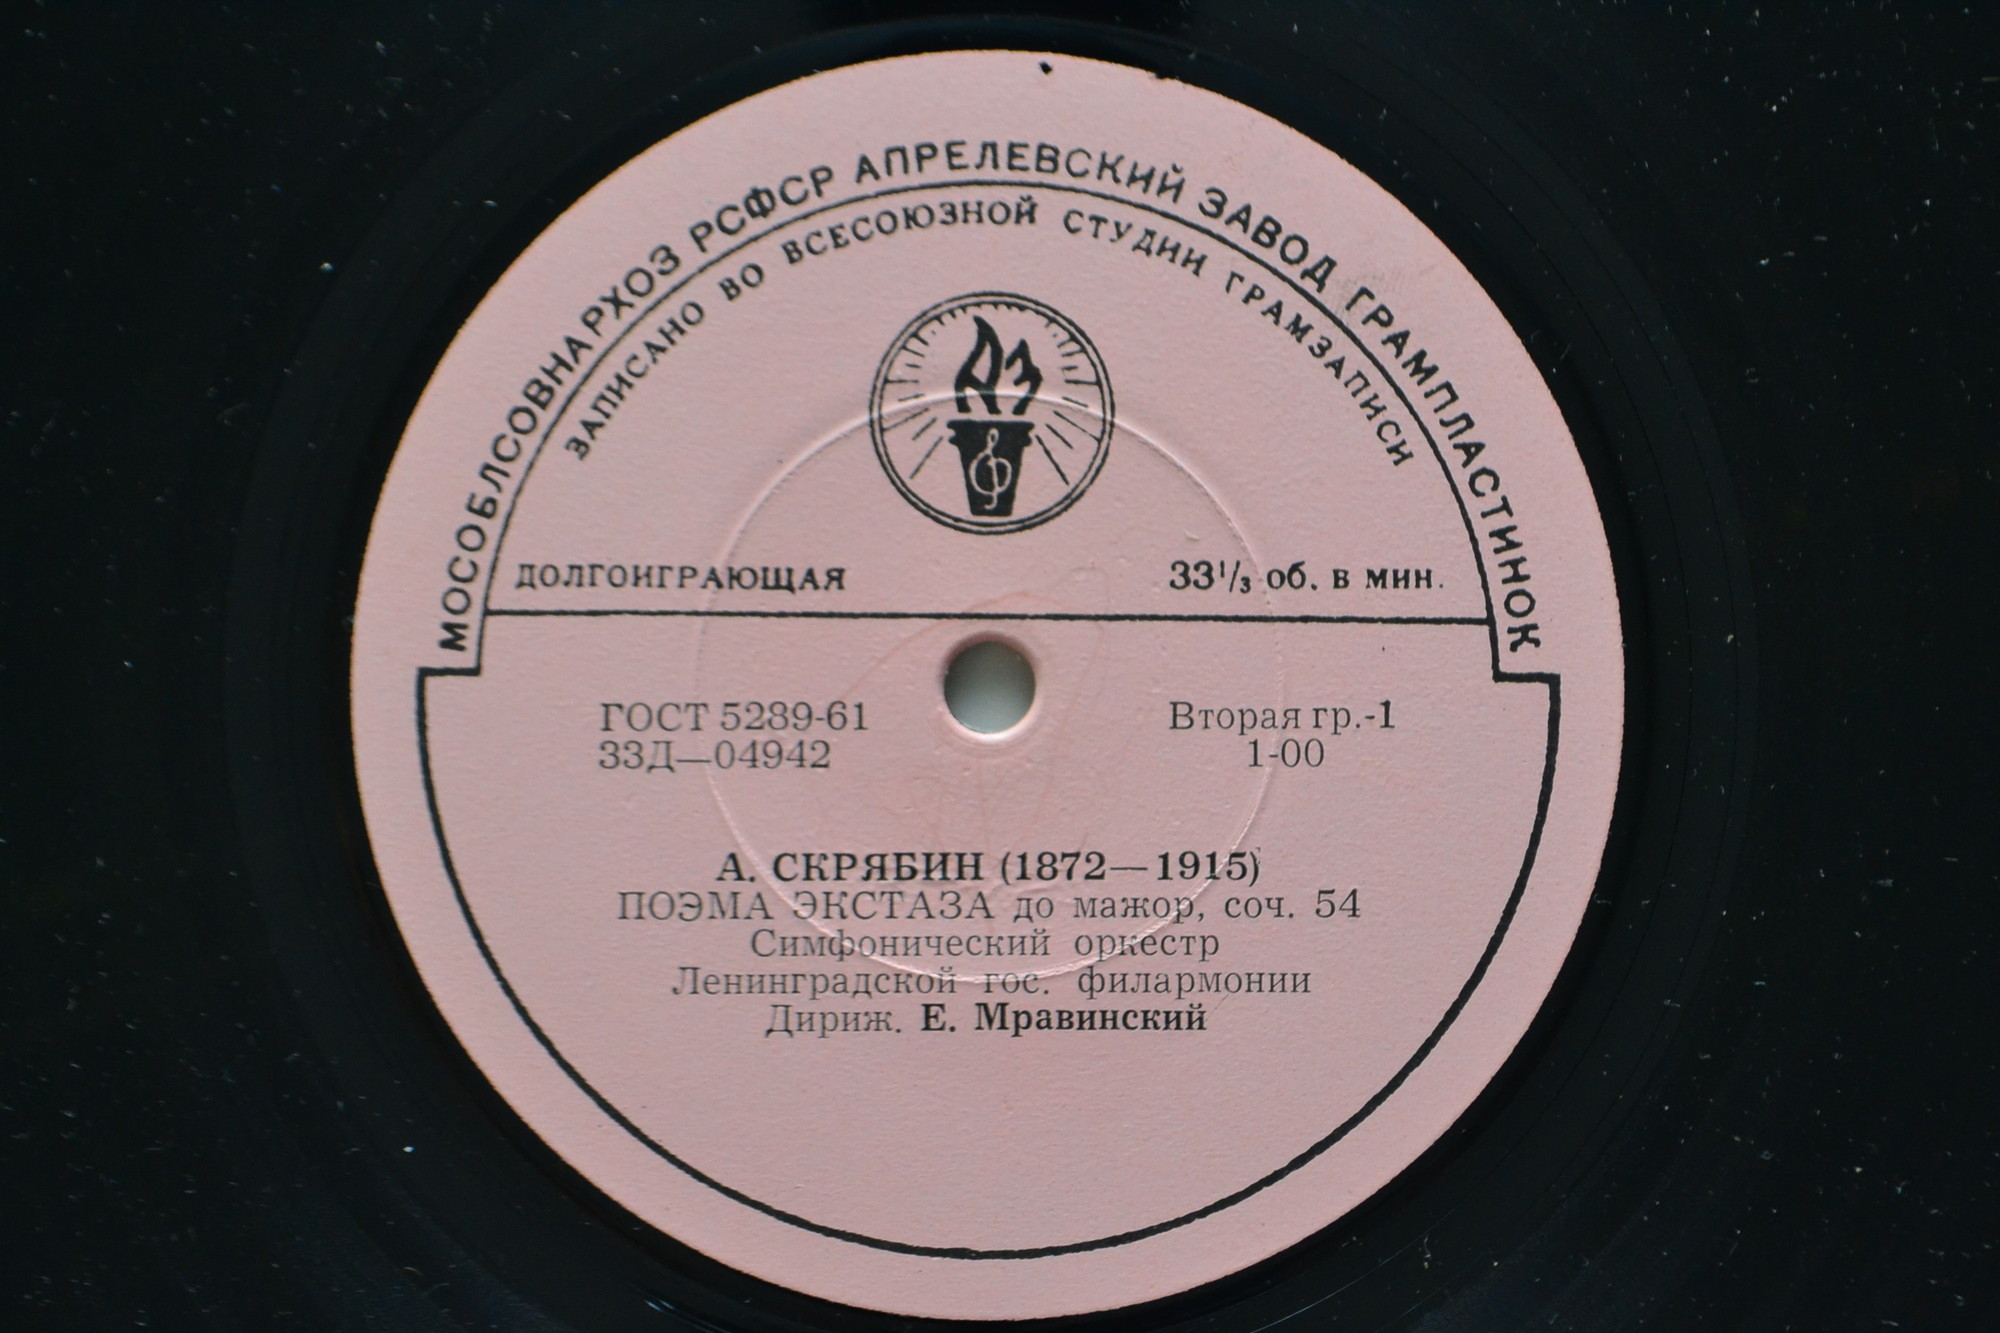 МОСОБЛСОВНАРХОЗ РСФСР АПРЕЛЕВСКИЙ ЗАВОД ГРАМПЛАСТИНОК
ЗАПИСАНО ВО ВСЕСОЮЗНОЙ СТУДИИ ГРАМЗАПИСИ
АЗ
ДОЛГОИГРАЮЩАЯ 33⅓ об. в мин.
ГОСТ 5289-61 Вторая гр.-1
33Д—04942 1-00
А. СКРЯБИН (1872—1915)
ПОЭМА ЭКСТАЗА до мажор, соч. 54
Симфонический оркестр
Ленинградской гос. филармонии
Дириж. Е. Мравинский